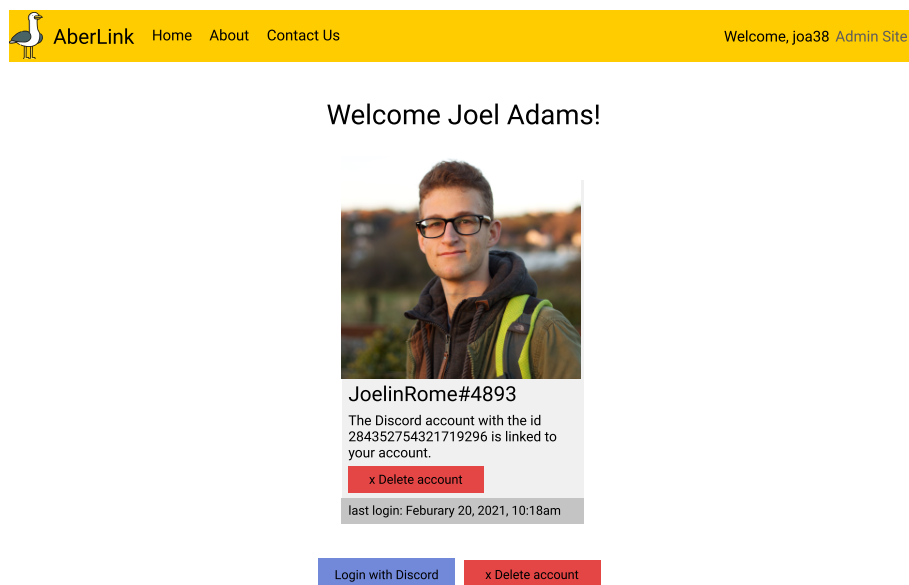 AberLink Home About Contact Us Welcome, joa38 Admin Site
Welcome Joel Adams!
JoelinRome#4893
The Discord account with the id
284352754321719296 is linked to
your account.
x Delete account
last login: Feburary 20, 2021, 10:18am
Login with Discord x Delete account